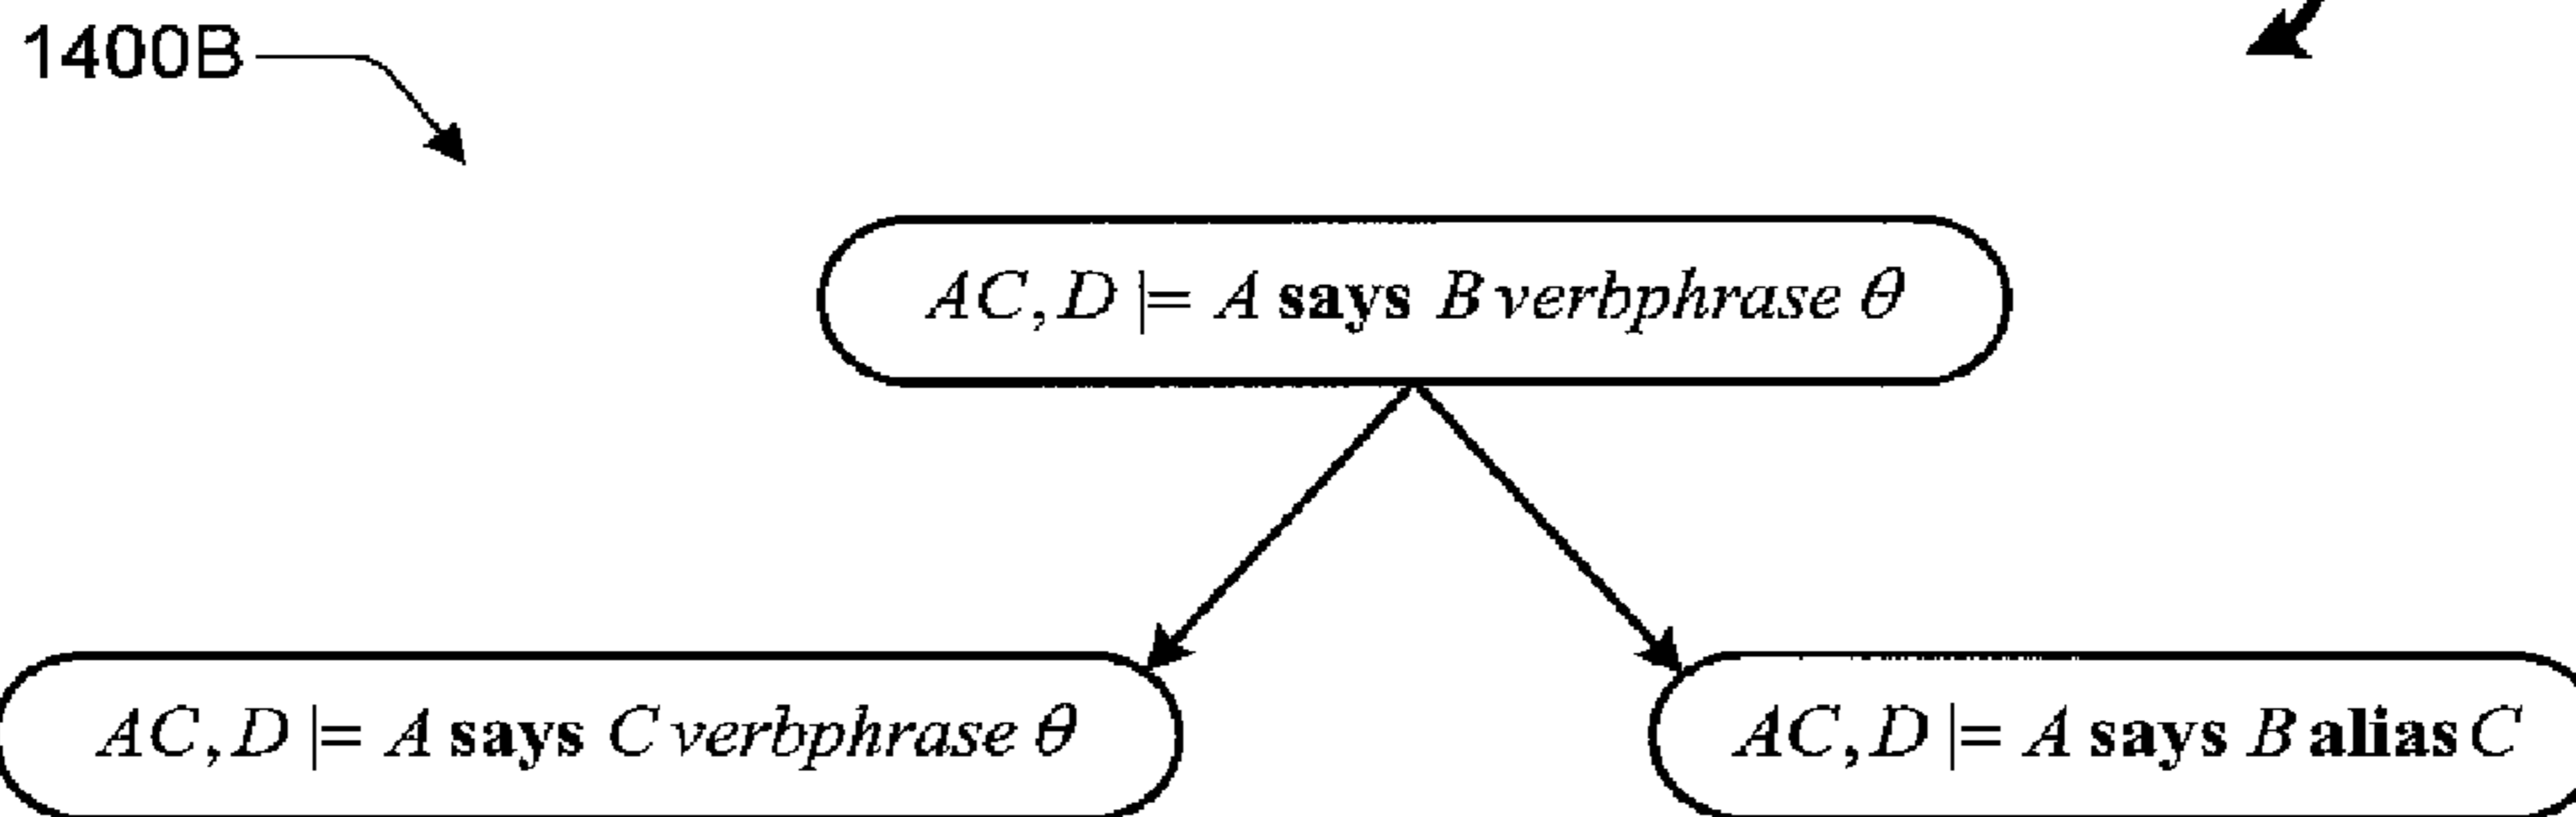 1400B
AC, D |= A says B verbphrase θ
AC, D |= A says C verbphrase θ
AC, D |= A says B alias C